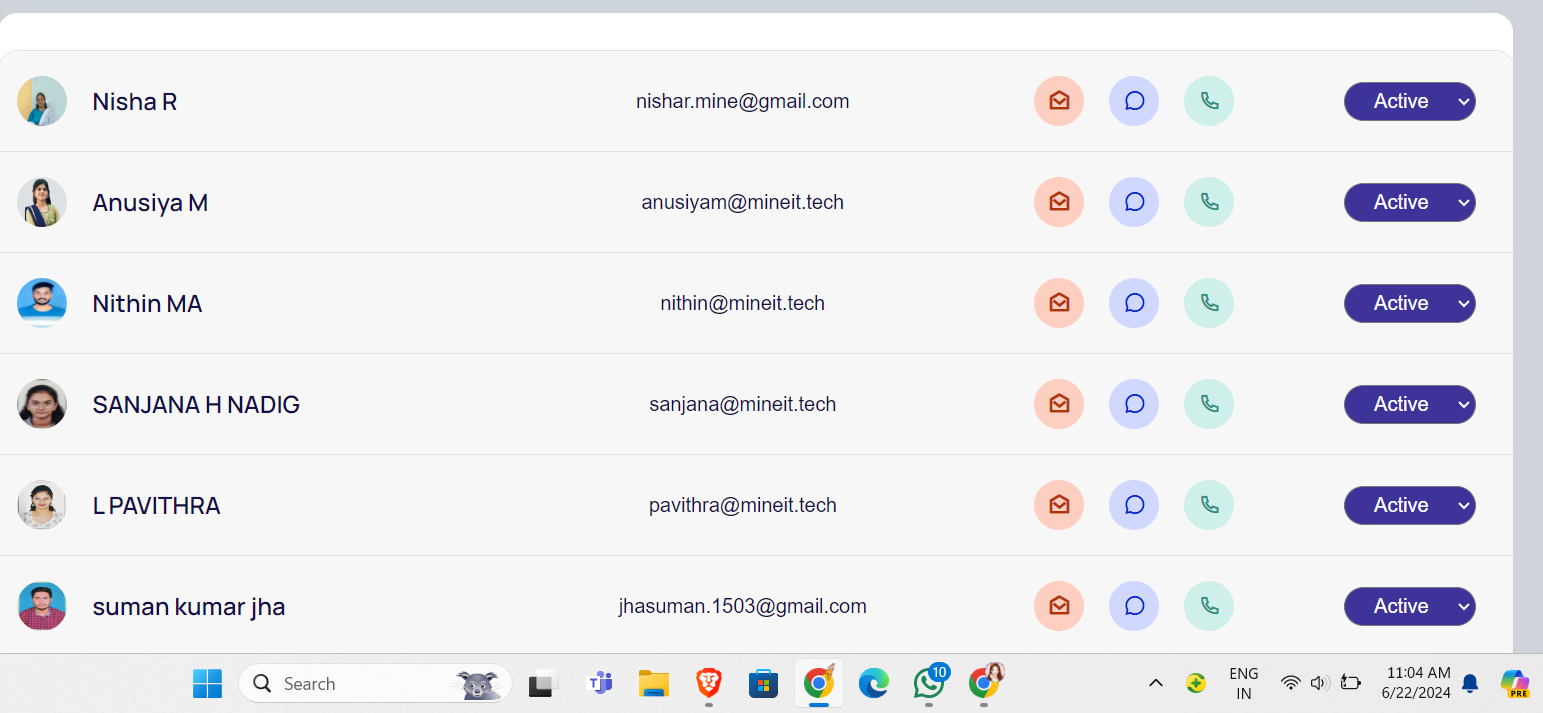 Nisha R nishar.mine@gmail.com Active
Anusiya M anusiyam@mineit.tech Active
Nithin MA nithin@mineit.tech Active
SANJANA H NADIG sanjana@mineit.tech Active
L PAVITHRA pavithra@mineit.tech Active
suman kumar jha jhasuman.1503@gmail.com Active
Search 10 ENG 11:04 AM
IN 6/22/2024 PRE